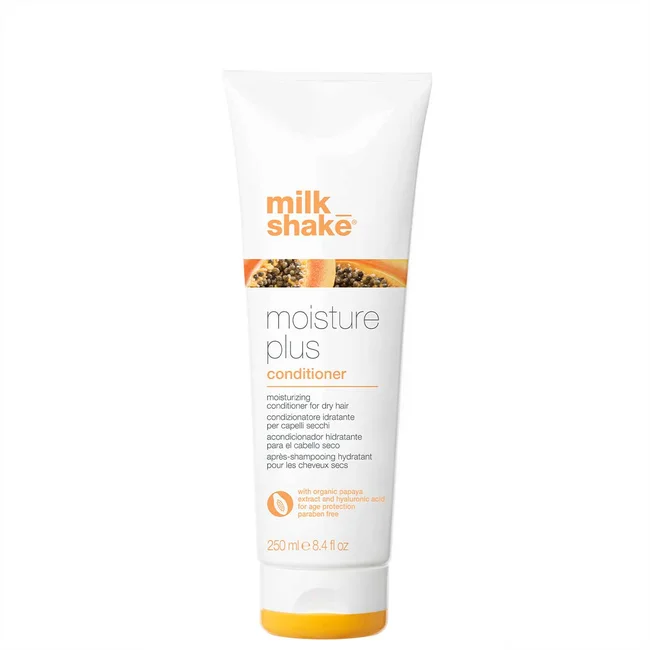 milk_
shake®
moisture
plus
conditioner
moisturizing
conditioner for dry hair
condizionatore idratante
per capelli secchi
acondicionador hidratante
para el cabello seco
après-shampooing hydratant
pour les cheveux secs
with organic papaya
extract and hyaluronic acid
for age protection
paraben free
250 ml ℮ 8.4 fl oz